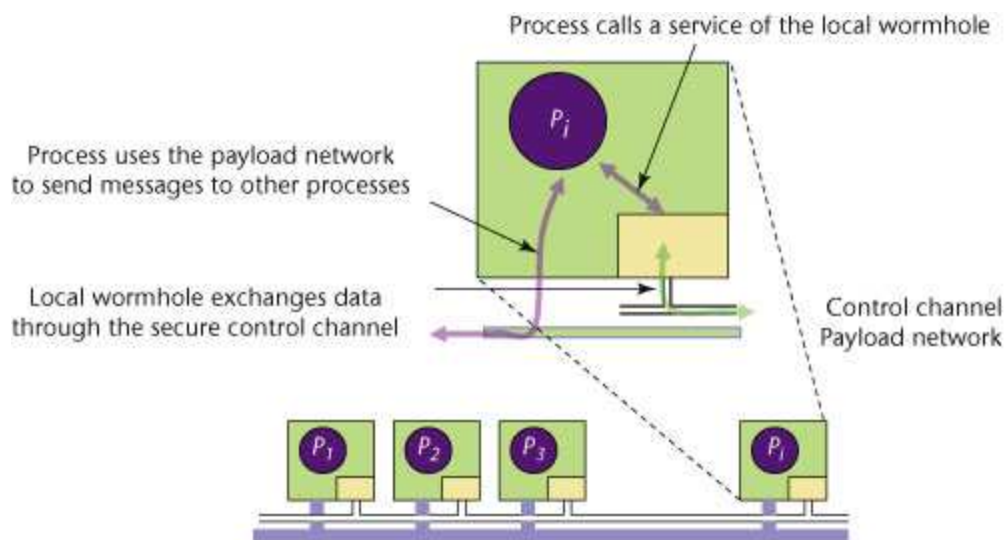 Process calls a service of the local wormhole
Pi
Process uses the payload network
to send messages to other processes
Local wormhole exchanges data
through the secure control channel
Control channel
Payload network
P1
P2
P3
Pi